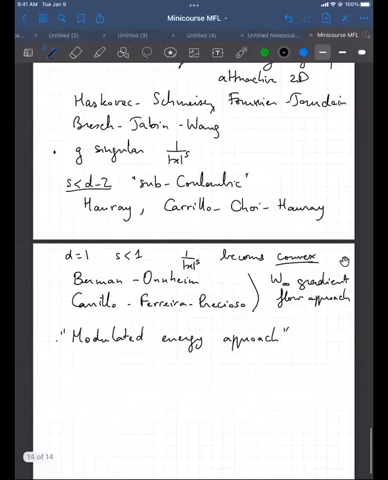 9:41 AM Tue Jan 9
100%
Minicourse MFL
Untitled (2)
Untitled (3)
Untitled (4)
Untitled Notebook...
Minicourse MFL
attractive 2D
Haskovec - Schmeiser, Fournier - Jourdain
Bresch - Jabin - Wang
. g singular 1/|x|^s
s<d-2 "sub-Coulombic"
Hauray, Carrillo - Choi - Hauray
d=1 s<1 1/|x|^s becomes convex
Berman - Onnheim
Carrillo - Ferreira - Precioso
W∞ gradient
flow approach
. "Modulated energy approach"
14 of 14